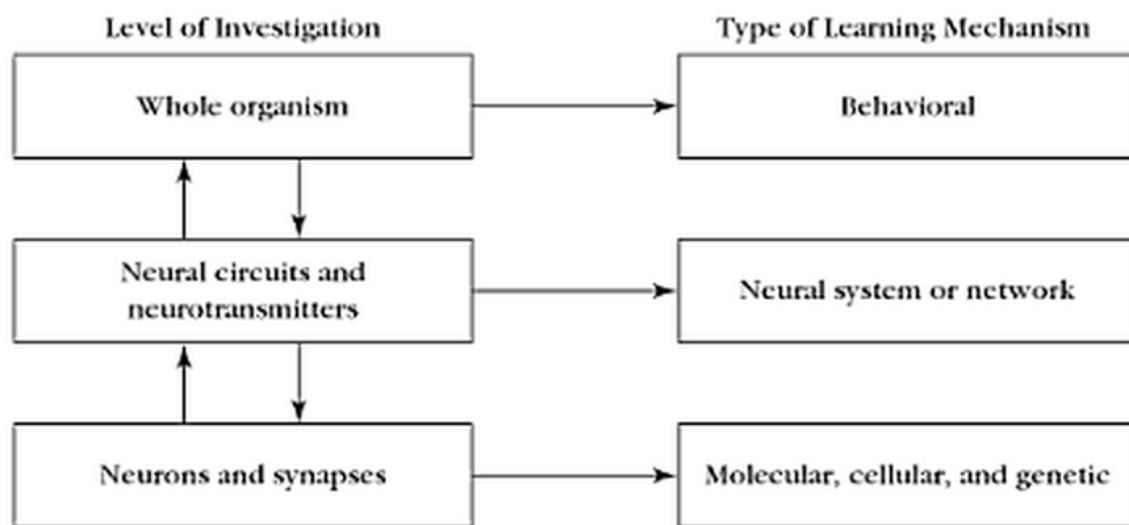 Level of Investigation
Type of Learning Mechanism
Whole organism
Behavioral
Neural circuits and
neurotransmitters
Neural system or network
Neurons and synapses
Molecular, cellular, and genetic